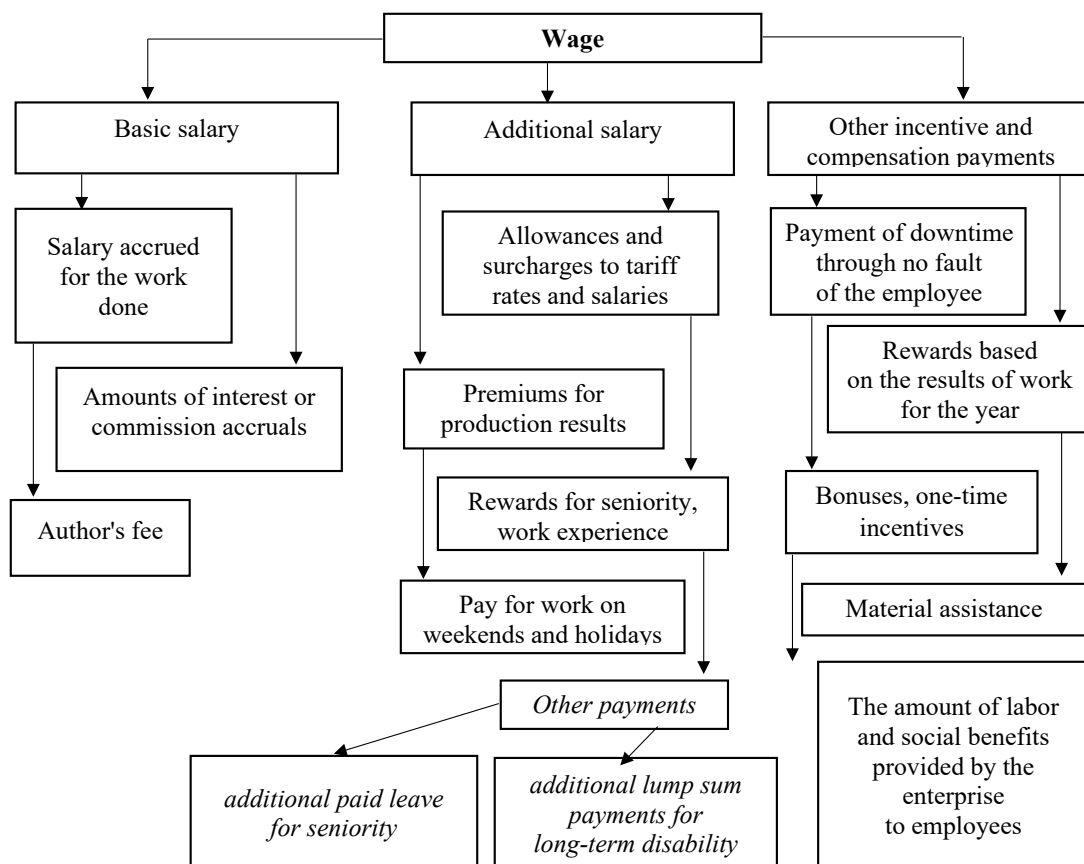 Wage
Basic salary
Additional salary
Other incentive and
compensation payments
Salary accrued
for the work
done
Allowances and
surcharges to tariff
rates and salaries
Payment of downtime
through no fault
of the employee
Amounts of interest or
commission accruals
Premiums for
production results
Rewards based
on the results of work
for the year
Author's fee
Rewards for seniority,
work experience
Bonuses, one-time
incentives
Pay for work on
weekends and holidays
Material assistance
Other payments
The amount of labor
and social benefits
provided by the
enterprise
to employees
additional paid leave
for seniority
additional lump sum
payments for
long-term disability